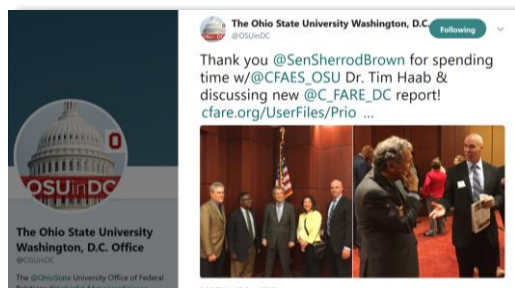 The Ohio State University Washington, D.C.
@OSUinDC
Following
Thank you @SenSherrodBrown for spending
time w/@CFAES_OSU Dr. Tim Haab &
discussing new @C_FARE_DC report!
cfare.org/UserFiles/Prio ...
OSUinDC
The Ohio State University
Washington, D.C. Office
@OSUinDC
The @OhioState University Office of Federal